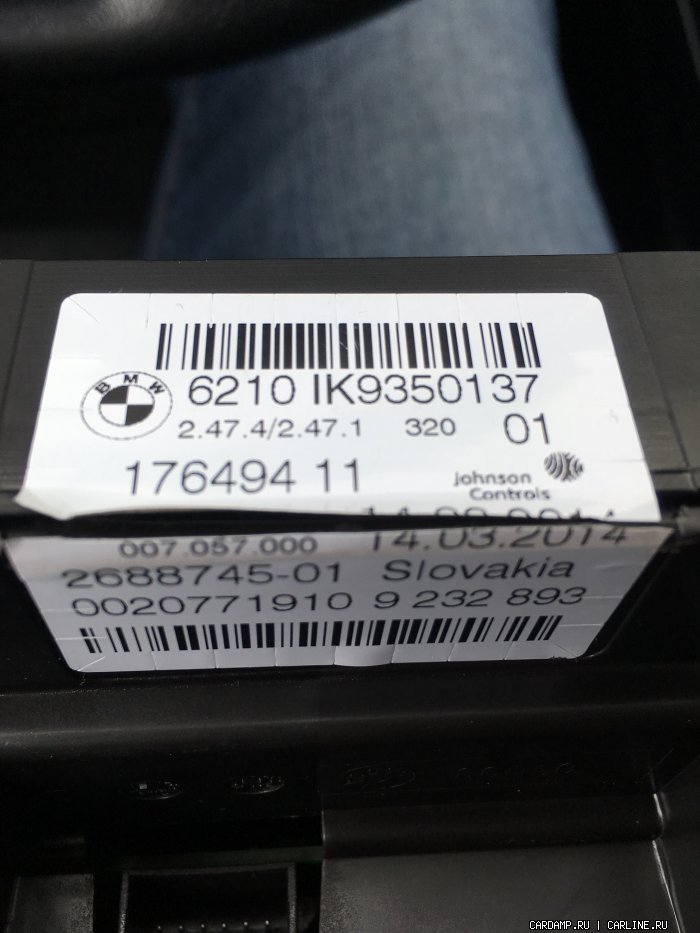 BMW
6210 IK9350137
2.47.4/2.47.1 320 01
176494 11
Johnson
Controls
007.057.000 14.03.2014
2688745-01 Slovakia
0020771910 9 232 893
CARDAMP.RU | CARLINE.RU